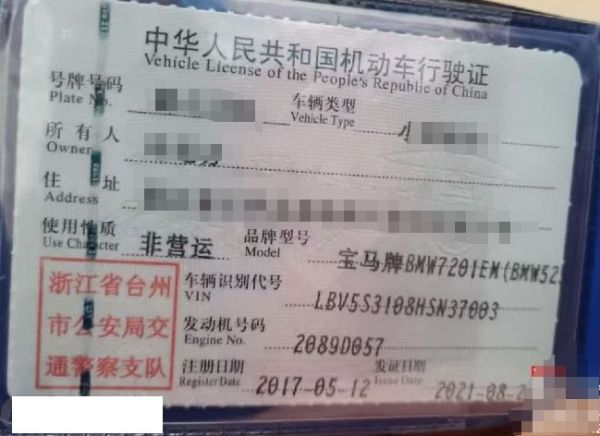 中华人民共和国机动车行驶证
Vehicle License of the People's Republic of China
号牌号码
Plate No.
车辆类型
Vehicle Type
小
所有人
Owner
住址
Address
使用性质
Use Character
非营运
品牌型号
Model
宝马牌BMW7201EM(BMW52
浙江省台州
市公安局交
通警察支队
车辆识别代号
VIN
LBV5S3108HSN37003
发动机号码
Engine No.
2089D057
注册日期
Register Date
2017-05-12
发证日期
Issue Date
2021-08-2